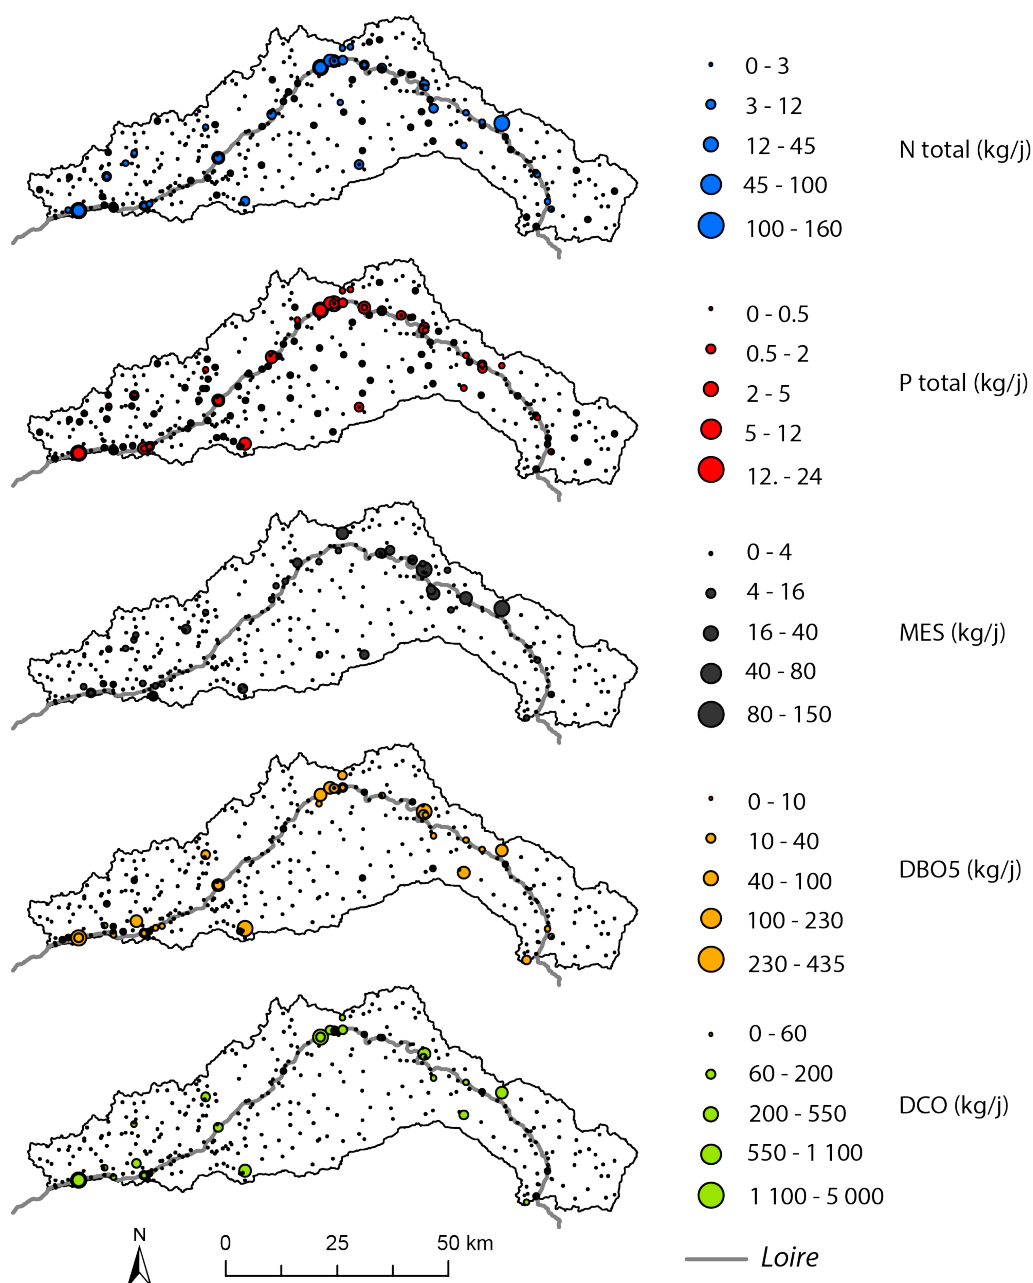 0 - 3
3 - 12
12 - 45
45 - 100
100 - 160
N total (kg/j)
0 - 0.5
0.5 - 2
2 - 5
5 - 12
12. - 24
P total (kg/j)
0 - 4
4 - 16
16 - 40
40 - 80
80 - 150
MES (kg/j)
0 - 10
10 - 40
40 - 100
100 - 230
230 - 435
DBO5 (kg/j)
0 - 60
60 - 200
200 - 550
550 - 1 100
1 100 - 5 000
DCO (kg/j)
N
0 25 50 km
Loire